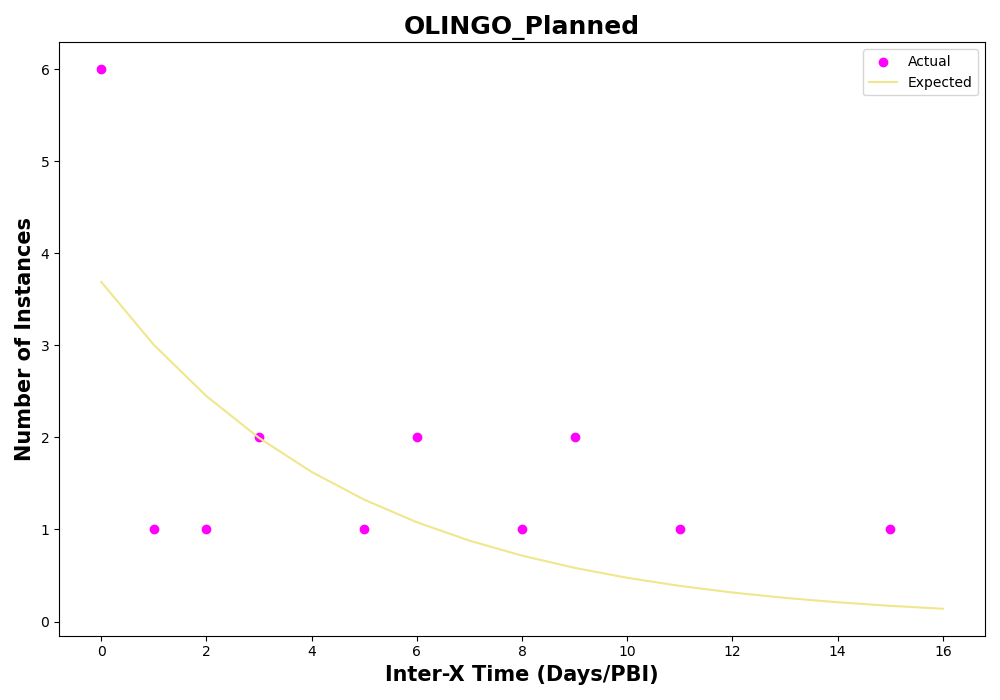 OLINGO_Planned
Number of Instances
6
5
4
3
2
1
0
Actual
Expected
0 2 4 6 8 10 12 14 16
Inter-X Time (Days/PBI)